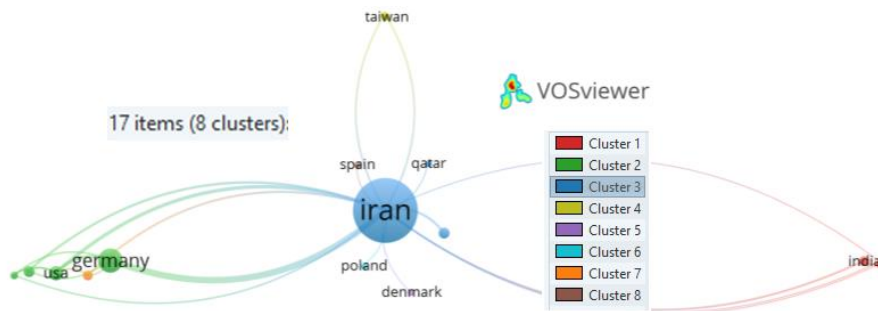 taiwan
VOSviewer
17 items (8 clusters):
Cluster 1
Cluster 2
Cluster 3
Cluster 4
Cluster 5
Cluster 6
Cluster 7
Cluster 8
spain
qatar
iran
germany
usa
poland
denmark
india